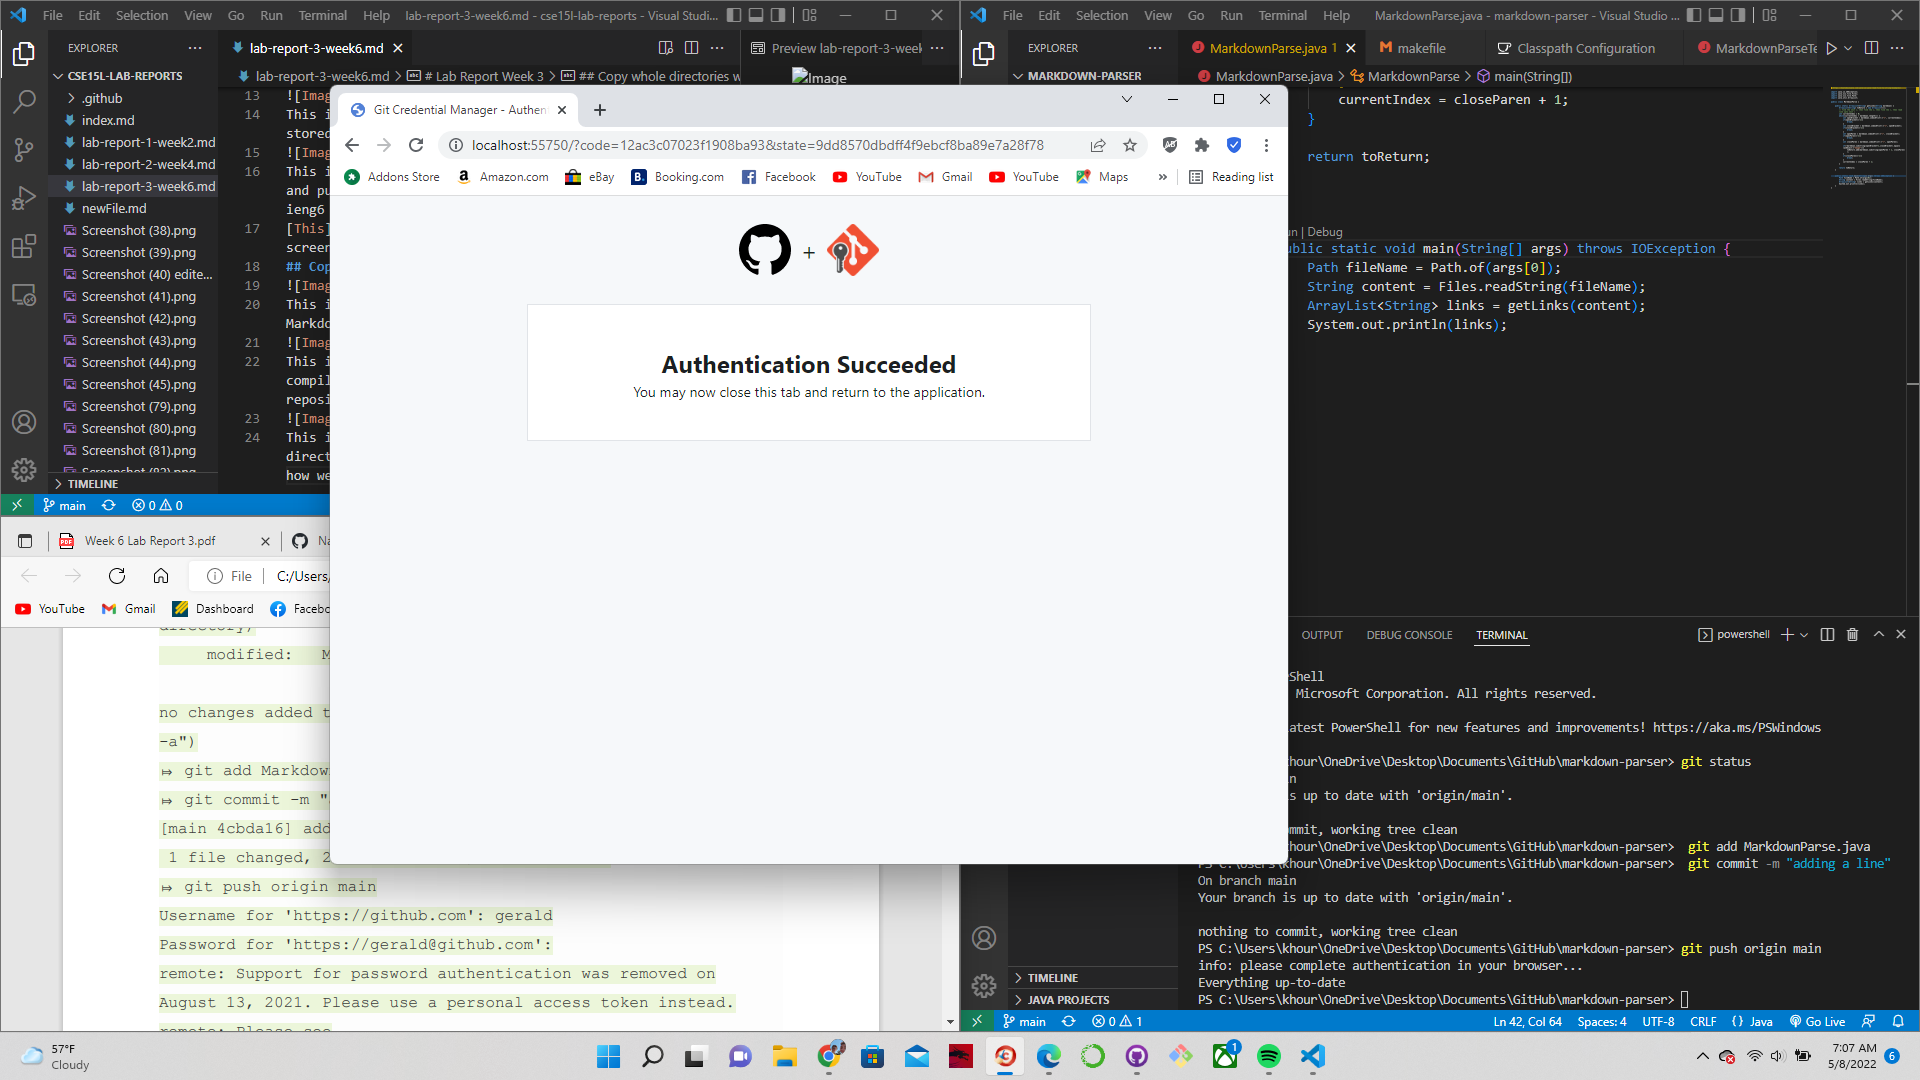 File Edit Selection View Go Run Terminal Help lab-report-3-week6.md - cse15l-lab-reports - Visual Studi...
EXPLORER
CSE15L-LAB-REPORTS
.github
index.md
lab-report-1-week2.md
lab-report-2-week4.md
lab-report-3-week6.md
newFile.md
Screenshot (38).png
Screenshot (39).png
Screenshot (40) edite...
Screenshot (41).png
Screenshot (42).png
Screenshot (43).png
Screenshot (44).png
Screenshot (45).png
Screenshot (79).png
Screenshot (80).png
Screenshot (81).png
TIMELINE
lab-report-3-week6.md
Preview lab-report-3-week
lab-report-3-week6.md > # Lab Report Week 3 > ## Copy whole directories w
Image
13 ![Imag
14 This i
stored
15 ![Imag
16 This i
and pu
ieng6
17 [This]
screen
18 ## Cop
19 ![Imag
20 This i
Markdo
21 ![Imag
22 This i
compil
reposi
23 ![Imag
24 This i
direct
how we
main 0 0
Git Credential Manager - Authen
localhost:55750/?code=12ac3c07023f1908ba93&state=9dd8570dbdff4f9ebcf8ba89e7a28f78
Addons Store Amazon.com eBay Booking.com Facebook YouTube Gmail YouTube Maps » Reading list
+
Authentication Succeeded
You may now close this tab and return to the application.
Week 6 Lab Report 3.pdf
File C:/Users/
YouTube Gmail Dashboard Facebo
modified: M
no changes added t
-a")
⤇ git add Markdow
⤇ git commit -m "
[main 4cbda16] add
1 file changed, 2
⤇ git push origin main
Username for 'https://github.com': gerald
Password for 'https://gerald@github.com':
remote: Support for password authentication was removed on
August 13, 2021. Please use a personal access token instead.
remote: Please see
File Edit Selection View Go Run Terminal Help MarkdownParse.java - markdown-parser - Visual Studio ...
EXPLORER
MARKDOWN-PARSER
MarkdownParse.java 1
makefile
Classpath Configuration
MarkdownParseTe
MarkdownParse.java > MarkdownParse > main(String[])
currentIndex = closeParen + 1;
}
return toReturn;
un | Debug
ublic static void main(String[] args) throws IOException {
Path fileName = Path.of(args[0]);
String content = Files.readString(fileName);
ArrayList<String> links = getLinks(content);
System.out.println(links);
OUTPUT DEBUG CONSOLE TERMINAL powershell
rShell
Microsoft Corporation. All rights reserved.
atest PowerShell for new features and improvements! https://aka.ms/PSWindows
khour\OneDrive\Desktop\Documents\GitHub\markdown-parser> git status
in
s up to date with 'origin/main'.
mmit, working tree clean
khour\OneDrive\Desktop\Documents\GitHub\markdown-parser> git add MarkdownParse.java
PS C:\Users\khour\OneDrive\Desktop\Documents\GitHub\markdown-parser> git commit -m "adding a line"
On branch main
Your branch is up to date with 'origin/main'.
nothing to commit, working tree clean
PS C:\Users\khour\OneDrive\Desktop\Documents\GitHub\markdown-parser> git push origin main
info: please complete authentication in your browser...
Everything up-to-date
PS C:\Users\khour\OneDrive\Desktop\Documents\GitHub\markdown-parser>
TIMELINE
JAVA PROJECTS
main 0 1 Ln 42, Col 64 Spaces: 4 UTF-8 CRLF {} Java Go Live
57°F
Cloudy
7:07 AM
5/8/2022
6